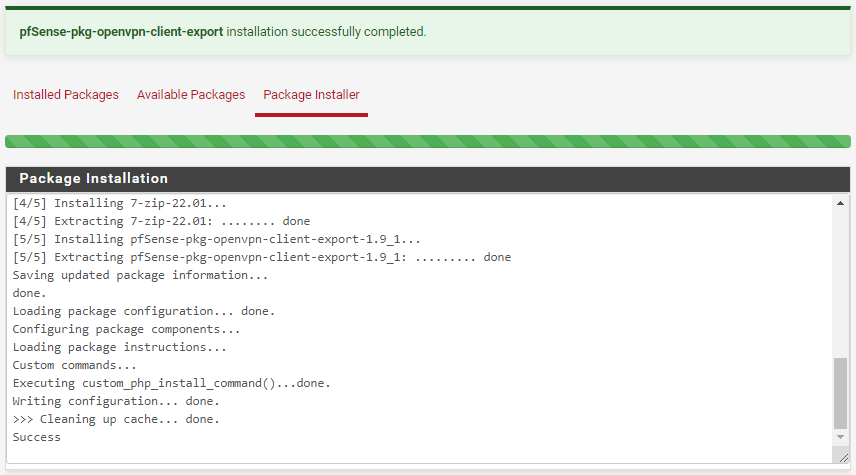 pfSense-pkg-openvpn-client-export installation successfully completed.
Installed Packages Available Packages Package Installer
Package Installation
[4/5] Installing 7-zip-22.01...
[4/5] Extracting 7-zip-22.01: ........ done
[5/5] Installing pfSense-pkg-openvpn-client-export-1.9_1...
[5/5] Extracting pfSense-pkg-openvpn-client-export-1.9_1: ......... done
Saving updated package information...
done.
Loading package configuration... done.
Configuring package components...
Loading package instructions...
Custom commands...
Executing custom_php_install_command()...done.
Writing configuration... done.
>>> Cleaning up cache... done.
Success